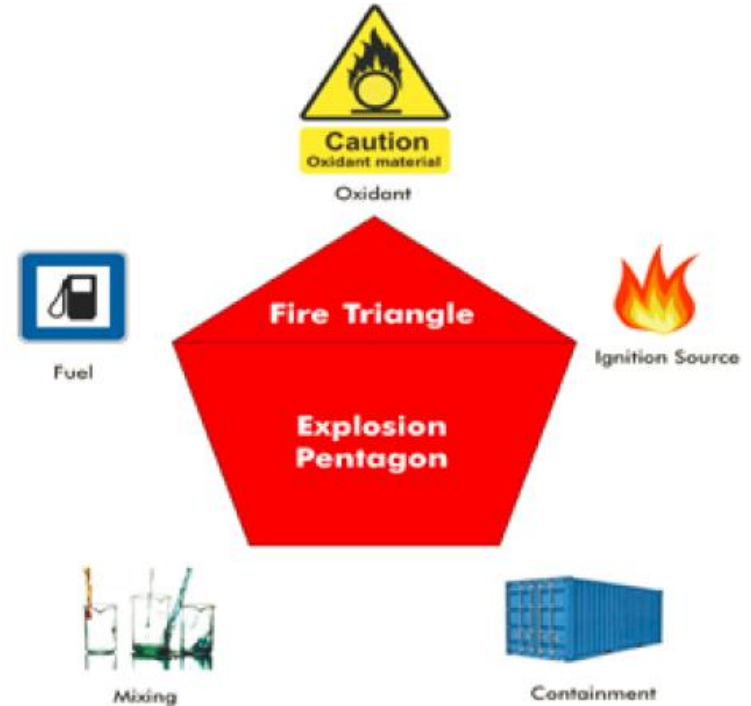 Caution
Oxidant material
Oxidant
Fire Triangle
Fuel
Ignition Source
Explosion
Pentagon
Mixing
Containment